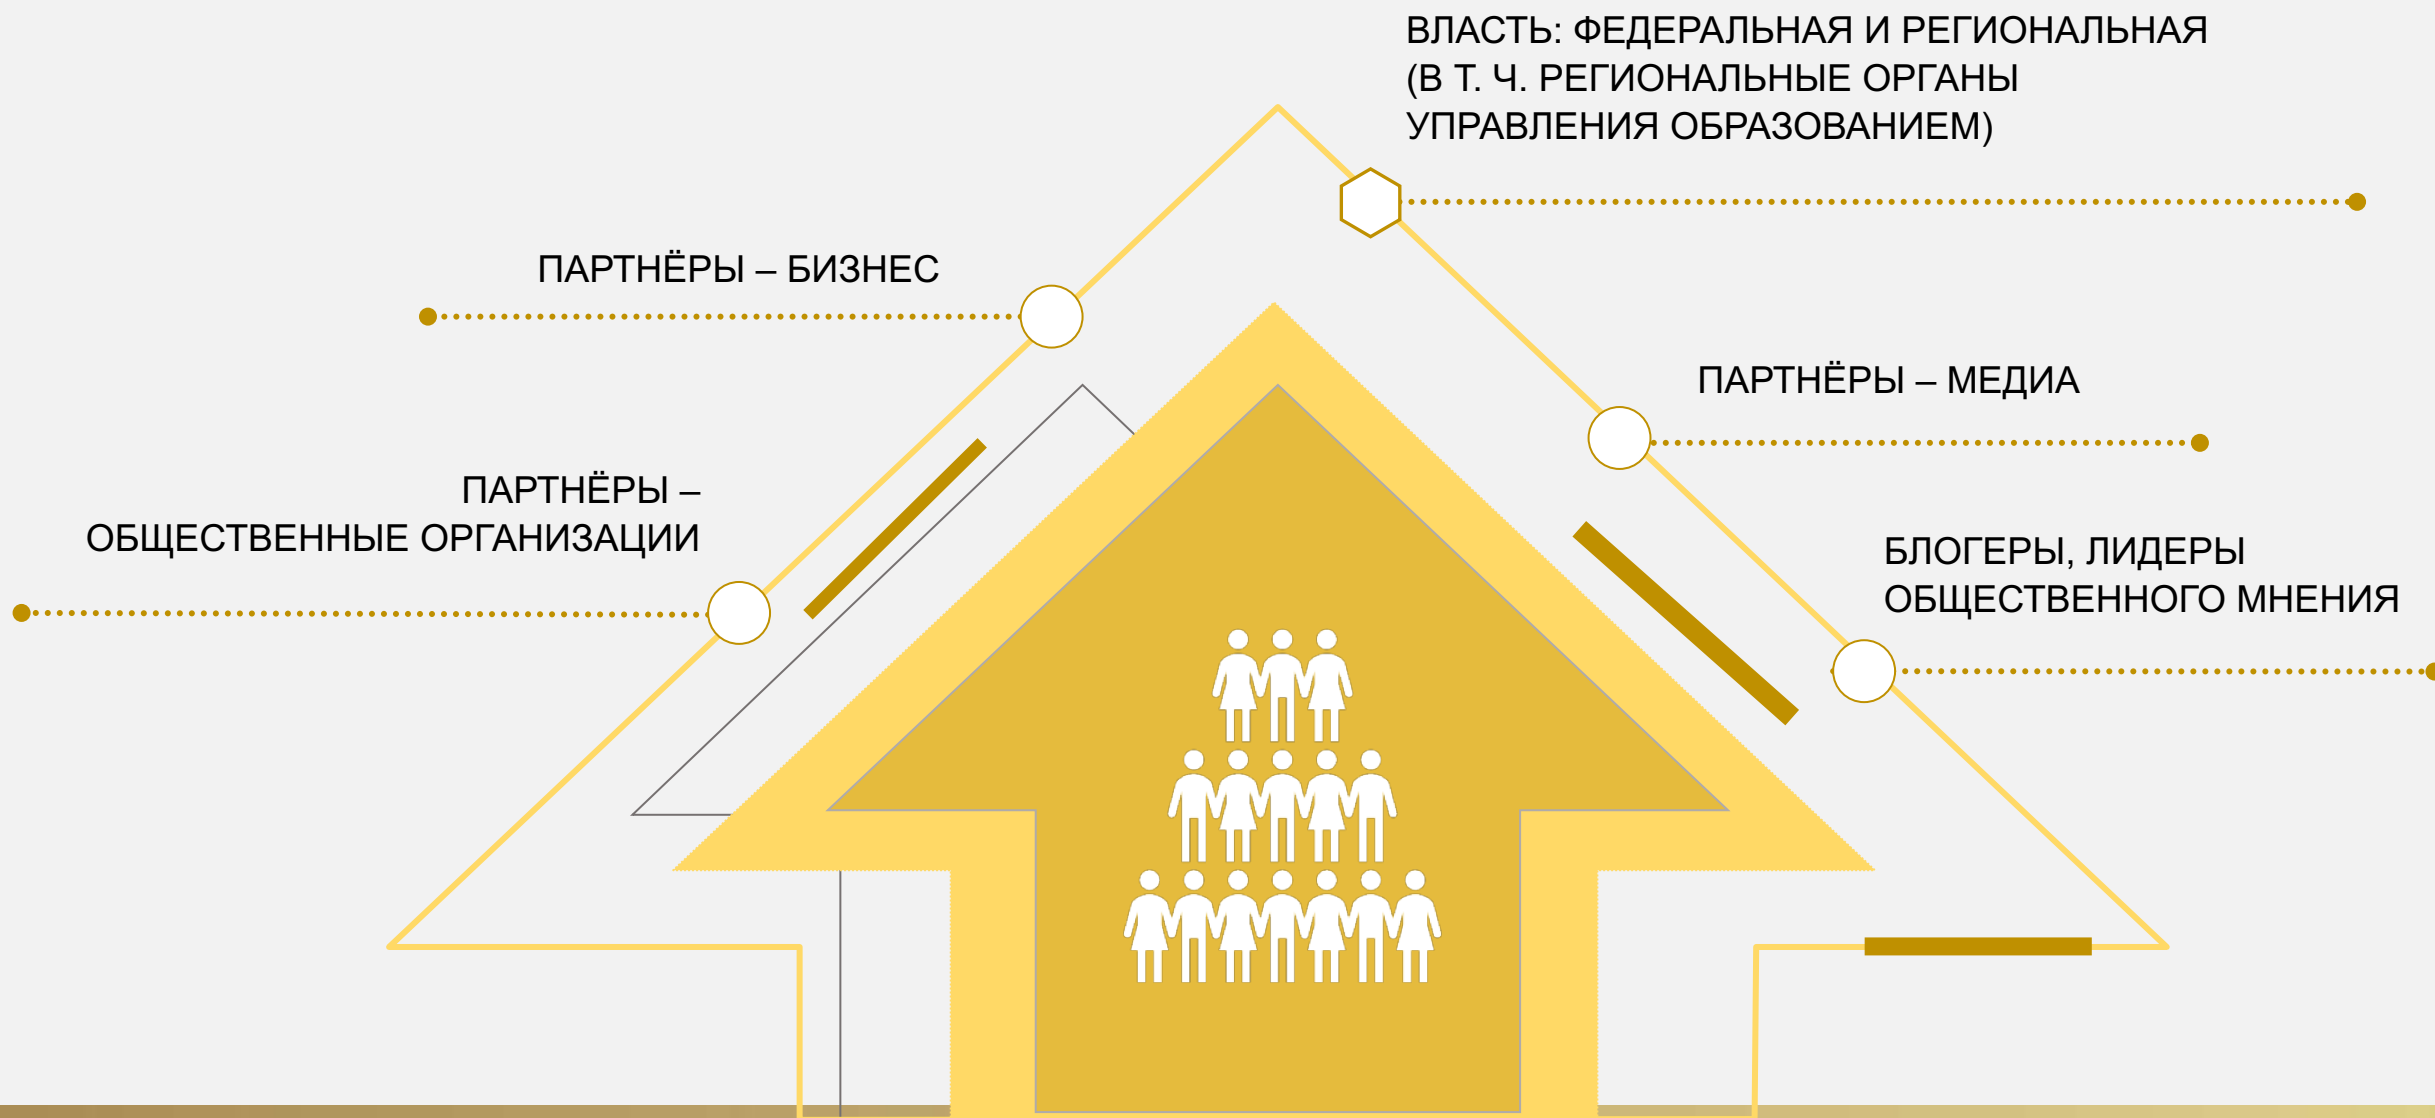 ВЛАСТЬ: ФЕДЕРАЛЬНАЯ И РЕГИОНАЛЬНАЯ
(В Т. Ч. РЕГИОНАЛЬНЫЕ ОРГАНЫ
УПРАВЛЕНИЯ ОБРАЗОВАНИЕМ)
ПАРТНЁРЫ – БИЗНЕС
ПАРТНЁРЫ – МЕДИА
ПАРТНЁРЫ –
ОБЩЕСТВЕННЫЕ ОРГАНИЗАЦИИ
БЛОГЕРЫ, ЛИДЕРЫ
ОБЩЕСТВЕННОГО МНЕНИЯ